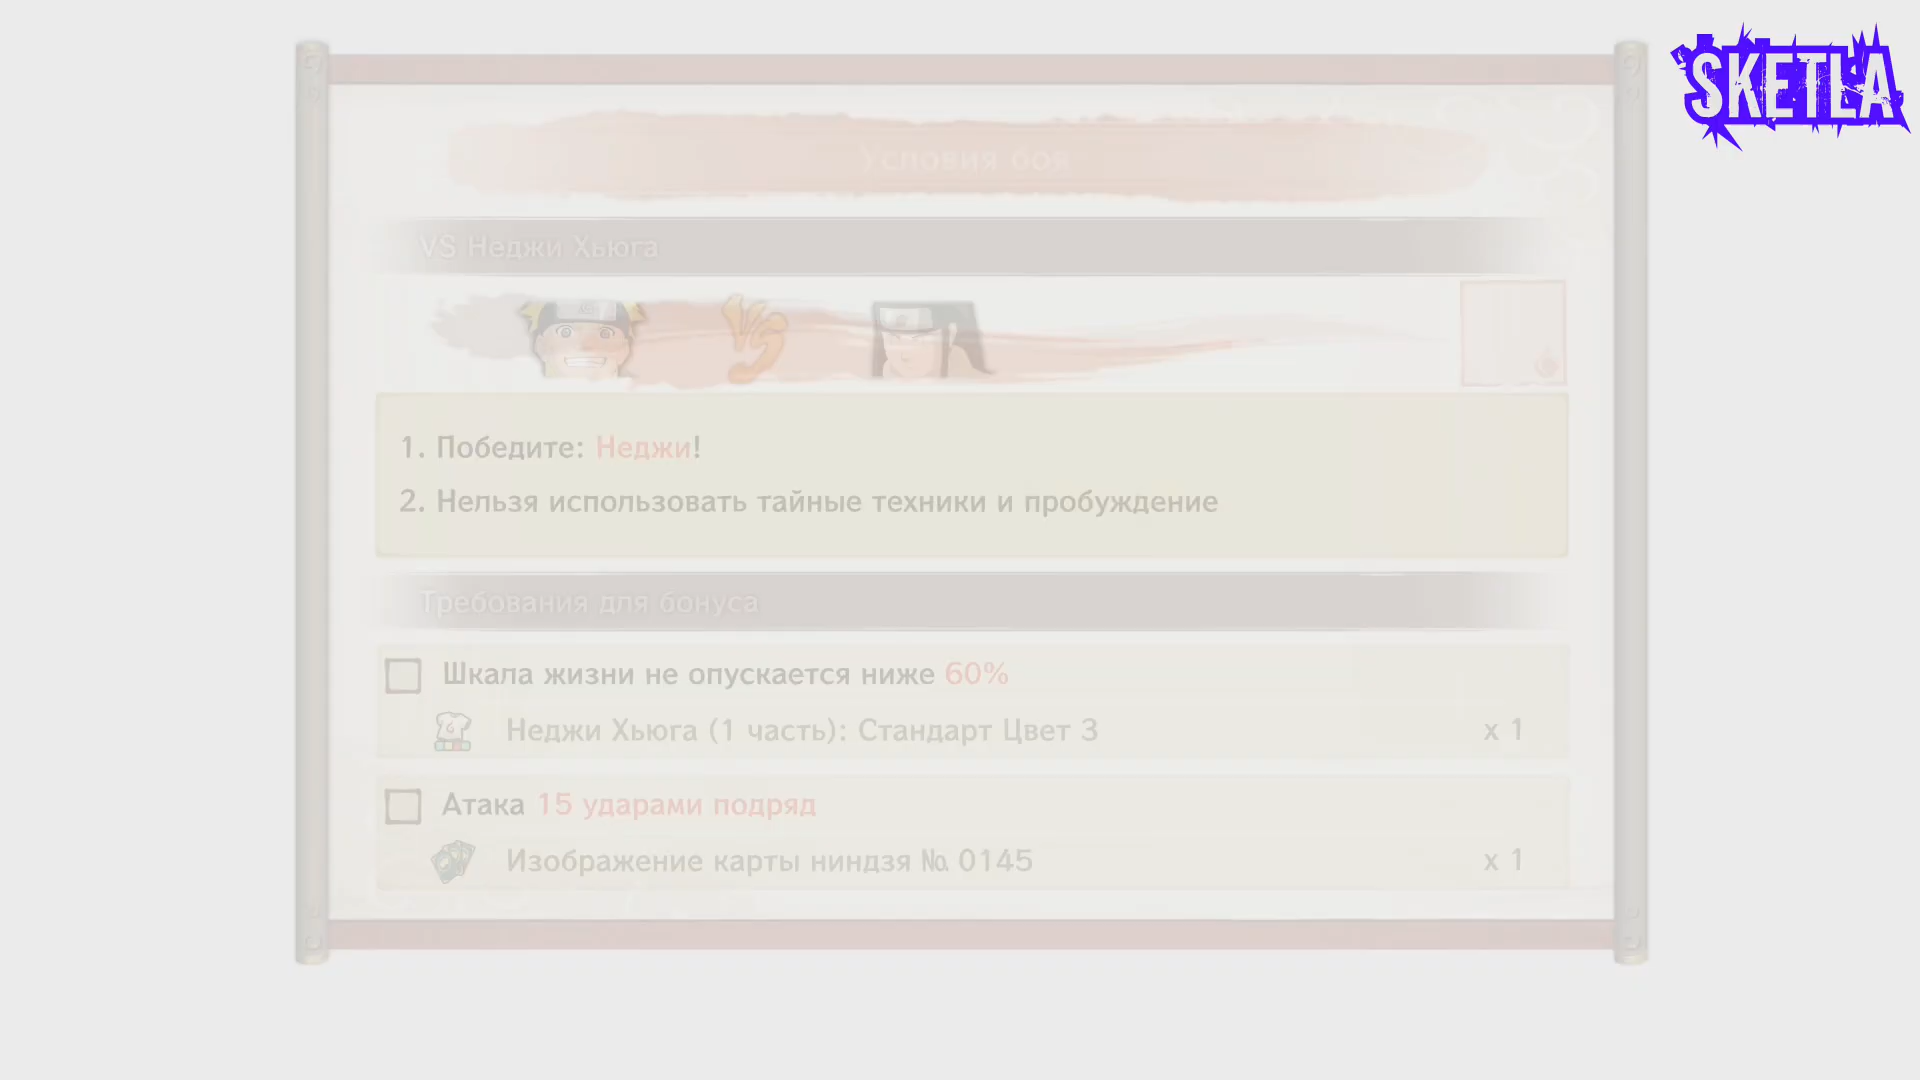 SKETLA
Условия боя
VS Неджи Хьюга
VS
1. Победите: Неджи!
2. Нельзя использовать тайные техники и пробуждение
Требования для бонуса
Шкала жизни не опускается ниже 60%
Неджи Хьюга (1 часть): Стандарт Цвет 3 x 1
Атака 15 ударами подряд
Изображение карты ниндзя № 0145 x 1